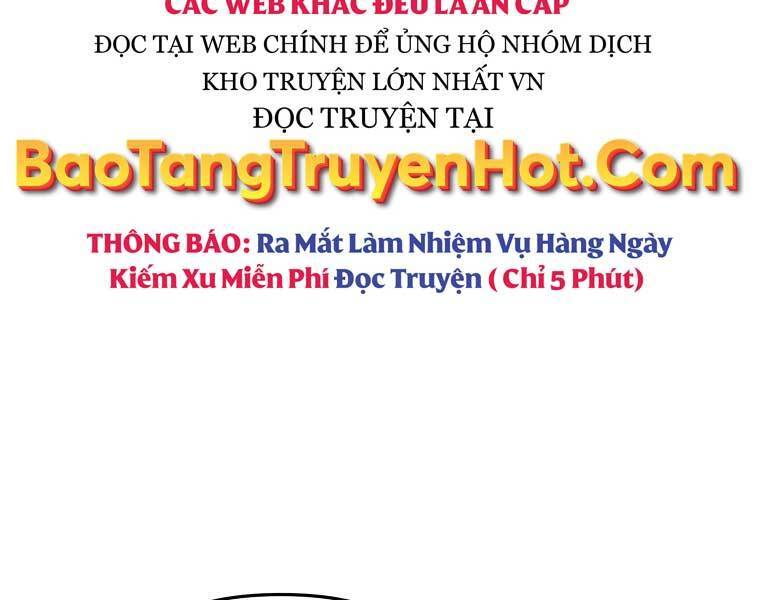 CÁC WEB KHÁC ĐỀU LÀ ĂN CẮP
ĐỌC TẠI WEB CHÍNH ĐỂ ỦNG HỘ NHÓM DỊCH
KHO TRUYỆN LỚN NHẤT VN
ĐỌC TRUYỆN TẠI
BaoTangTruyenHot.Com
THÔNG BÁO: Ra Mắt Làm Nhiệm Vụ Hàng Ngày
Kiếm Xu Miễn Phí Đọc Truyện ( Chỉ 5 Phút)